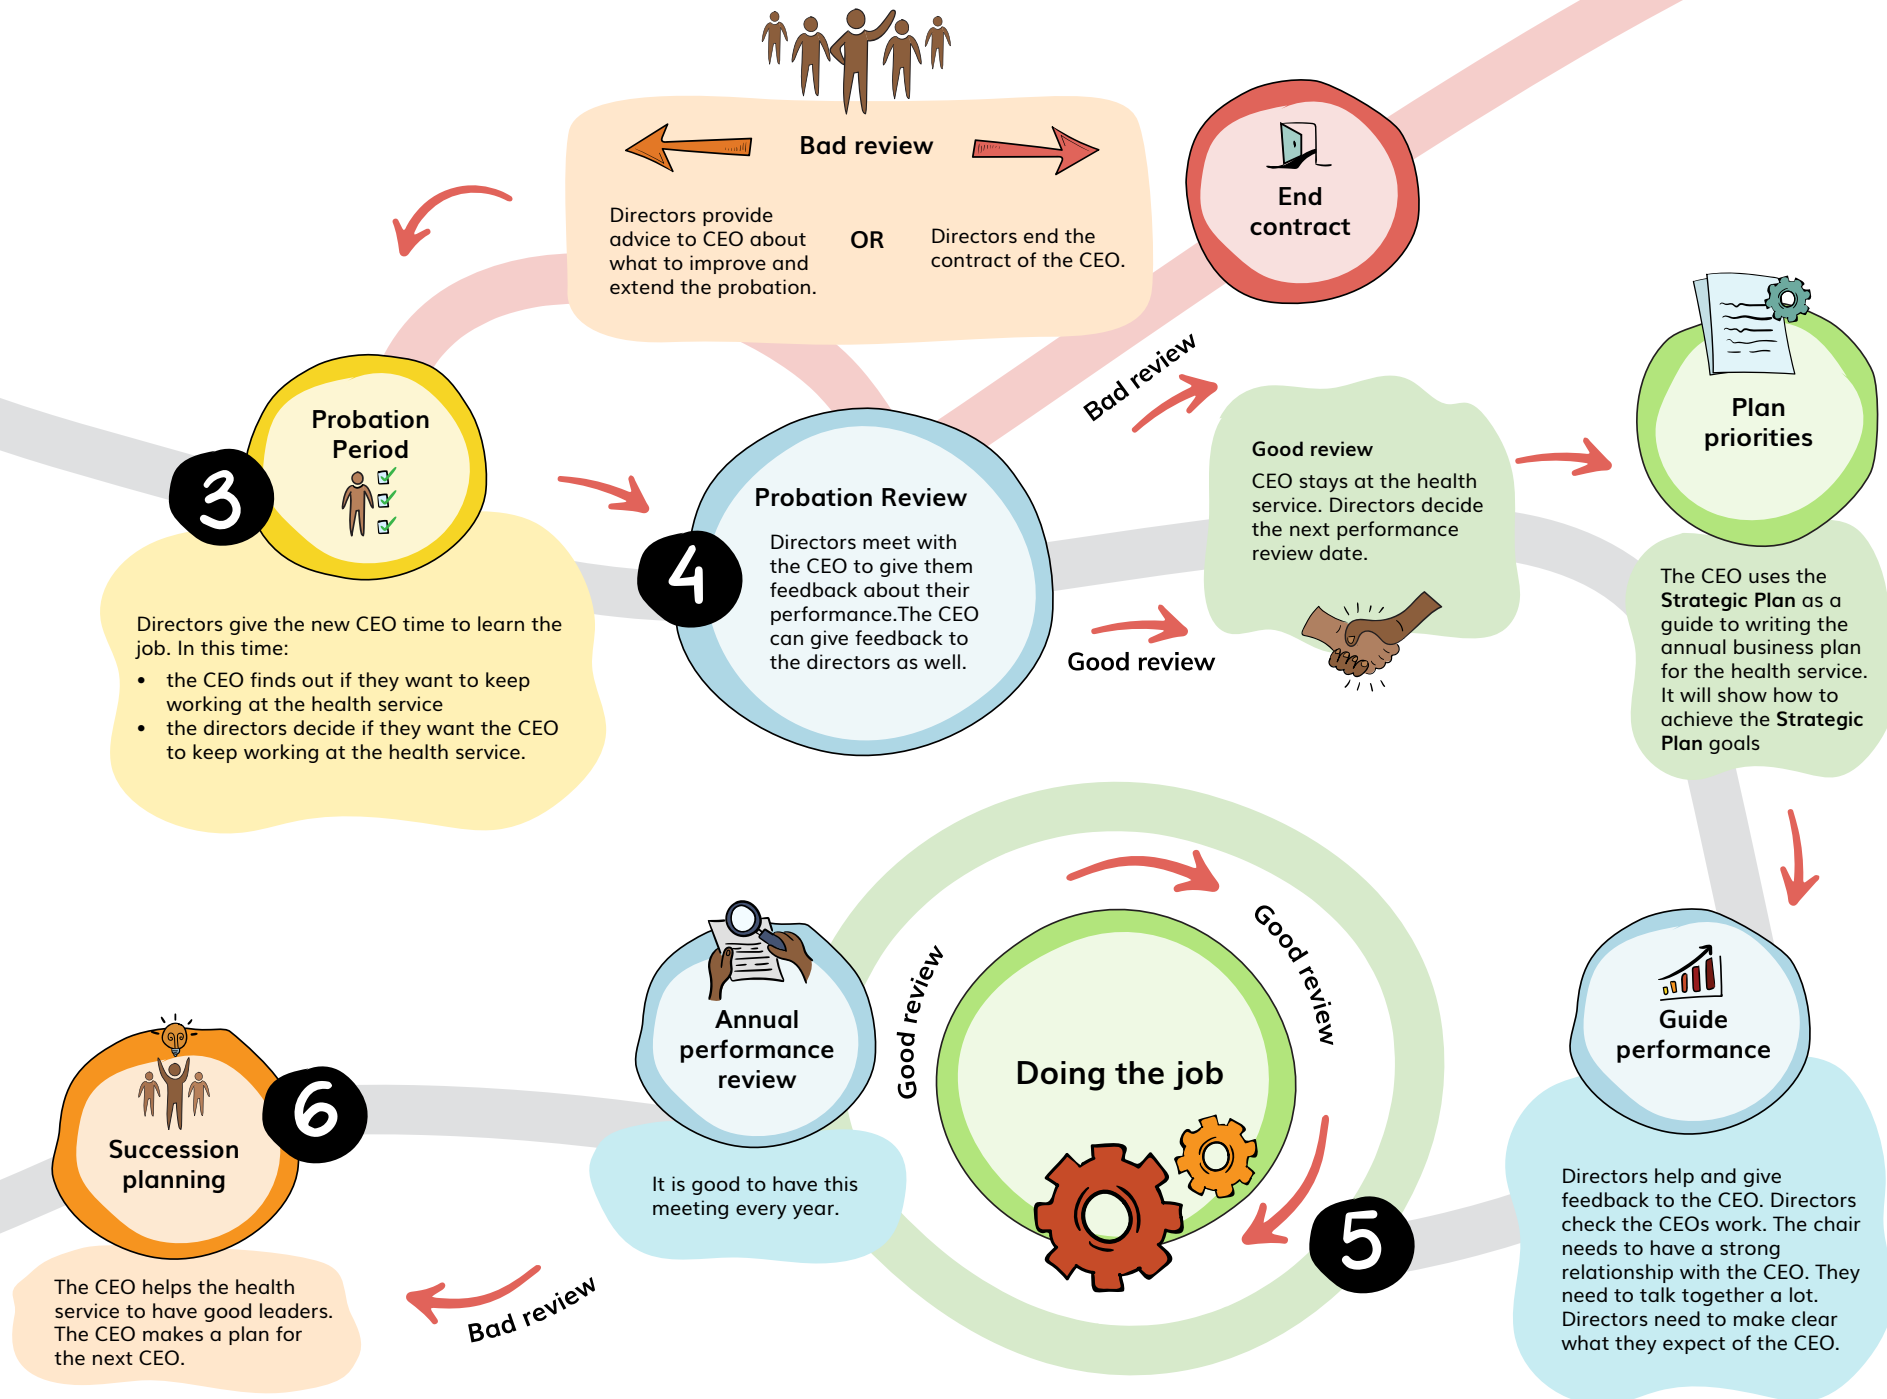 Bad review
Directors provide
advice to CEO about
what to improve and
extend the probation.
OR
Directors end the
contract of the CEO.
End
contract
3
Probation
Period
Directors give the new CEO time to learn the
job. In this time:
• the CEO finds out if they want to keep
working at the health service
• the directors decide if they want the CEO
to keep working at the health service.
4
Probation Review
Directors meet with
the CEO to give them
feedback about their
performance.The CEO
can give feedback to
the directors as well.
Bad review
Good review
Good review
CEO stays at the health
service. Directors decide
the next performance
review date.
Plan
priorities
The CEO uses the
Strategic Plan as a
guide to writing the
annual business plan
for the health service.
It will show how to
achieve the Strategic
Plan goals
Guide
performance
Directors help and give
feedback to the CEO. Directors
check the CEOs work. The chair
needs to have a strong
relationship with the CEO. They
need to talk together a lot.
Directors need to make clear
what they expect of the CEO.
5
Doing the job
Good review
Good review
Annual
performance
review
It is good to have this
meeting every year.
Bad review
6
Succession
planning
The CEO helps the health
service to have good leaders.
The CEO makes a plan for
the next CEO.